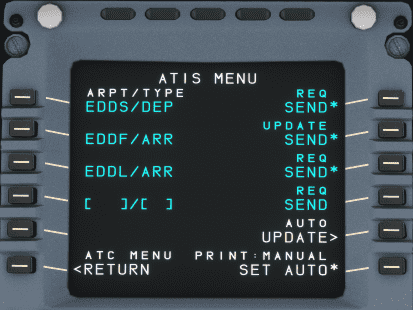 ATIS MENU
ARPT/TYPE REQ
EDDS/DEP SEND*
UPDATE
EDDF/ARR SEND*
REQ
EDDL/ARR SEND*
REQ
[ ]/[ ] SEND
AUTO
UPDATE>
ATC MENU PRINT:MANUAL
<RETURN SET AUTO*